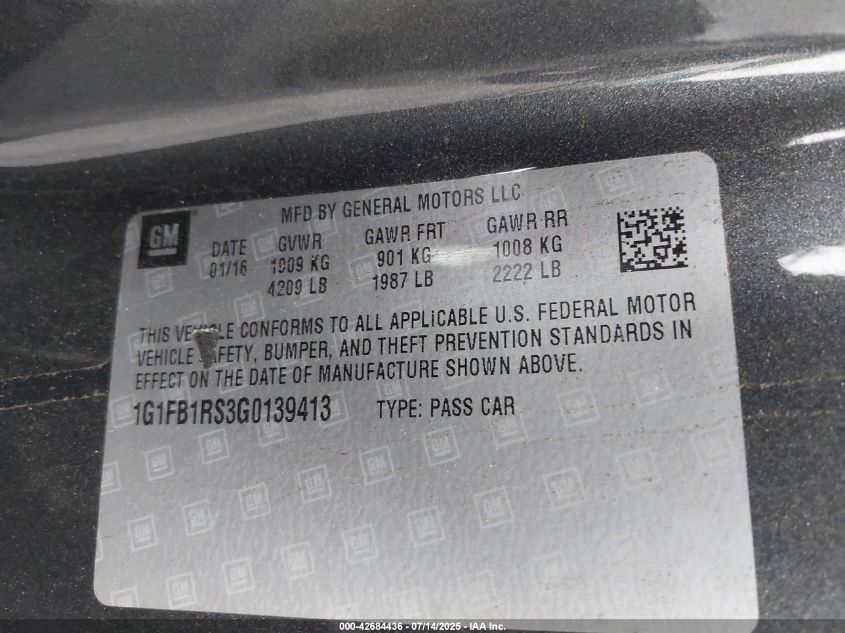 MFD BY GENERAL MOTORS LLC
GM
DATE GVWR GAWR FRT GAWR RR
01/16 1909 KG 901 KG 1008 KG
4209 LB 1987 LB 2222 LB
THIS CONFORMS TO ALL APPLICABLE U.S. FEDERAL MOTOR
VEHICLE BUMPER, AND THEFT PREVENTION STANDARDS IN
EFFECT ON THE DATE OF MANUFACTURE SHOWN ABOVE.
1G1FB1RS3G0139413 TYPE: PASS CAR
000-42684436 - 07/14/2025 - IAA Inc.